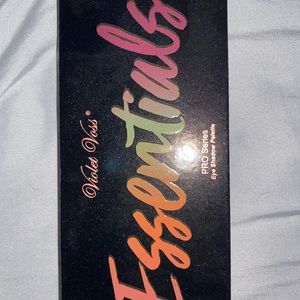 Violet Voss®
Essentials
PRO Series
Eye Shadow Palette